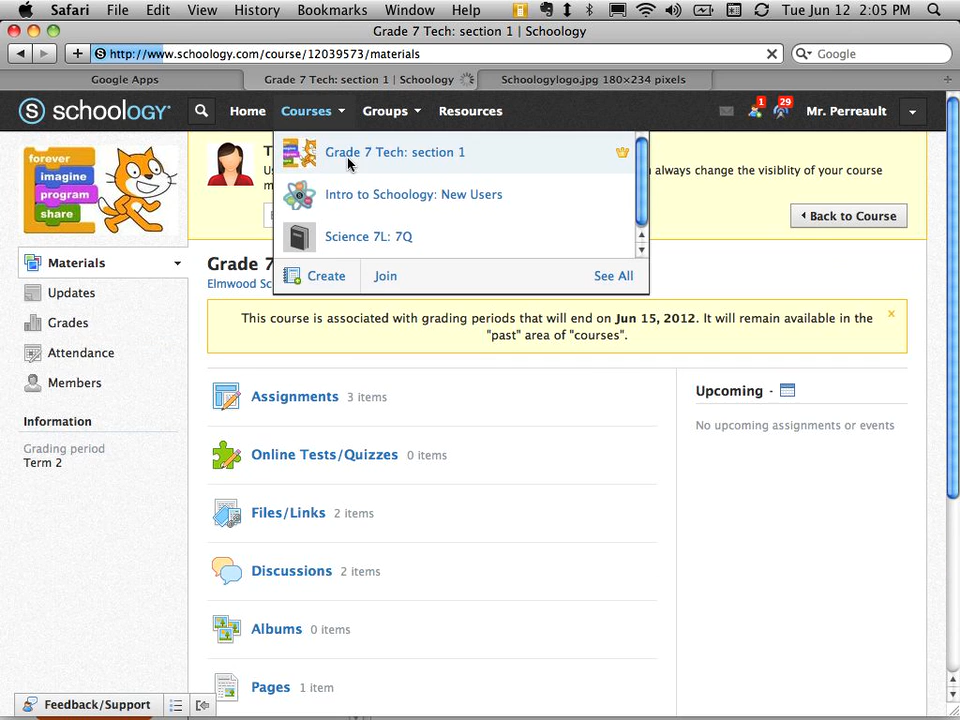 Safari File Edit View History Bookmarks Window Help Tue Jun 12 2:05 PM
Grade 7 Tech: section 1 | Schoology
http://www.schoology.com/course/12039573/materials
Google
Google Apps
Grade 7 Tech: section 1 | Schoology
Schoologylogo.jpg 180×234 pixels
S schoology
Home
Courses
Groups
Resources
1
29
Mr. Perreault
forever
imagine
program
share
Grade 7 Tech: section 1
Intro to Schoology: New Users
Science 7L: 7Q
Create
Join
See All
always change the visiblity of your course
Back to Course
Materials
Updates
Grades
Attendance
Members
Information
Grading period
Term 2
Grade 7
Elmwood Sc
This course is associated with grading periods that will end on Jun 15, 2012. It will remain available in the
"past" area of "courses".
×
Assignments 3 items
Online Tests/Quizzes 0 items
Files/Links 2 items
Discussions 2 items
Albums 0 items
Pages 1 item
Upcoming -
No upcoming assignments or events
Feedback/Support